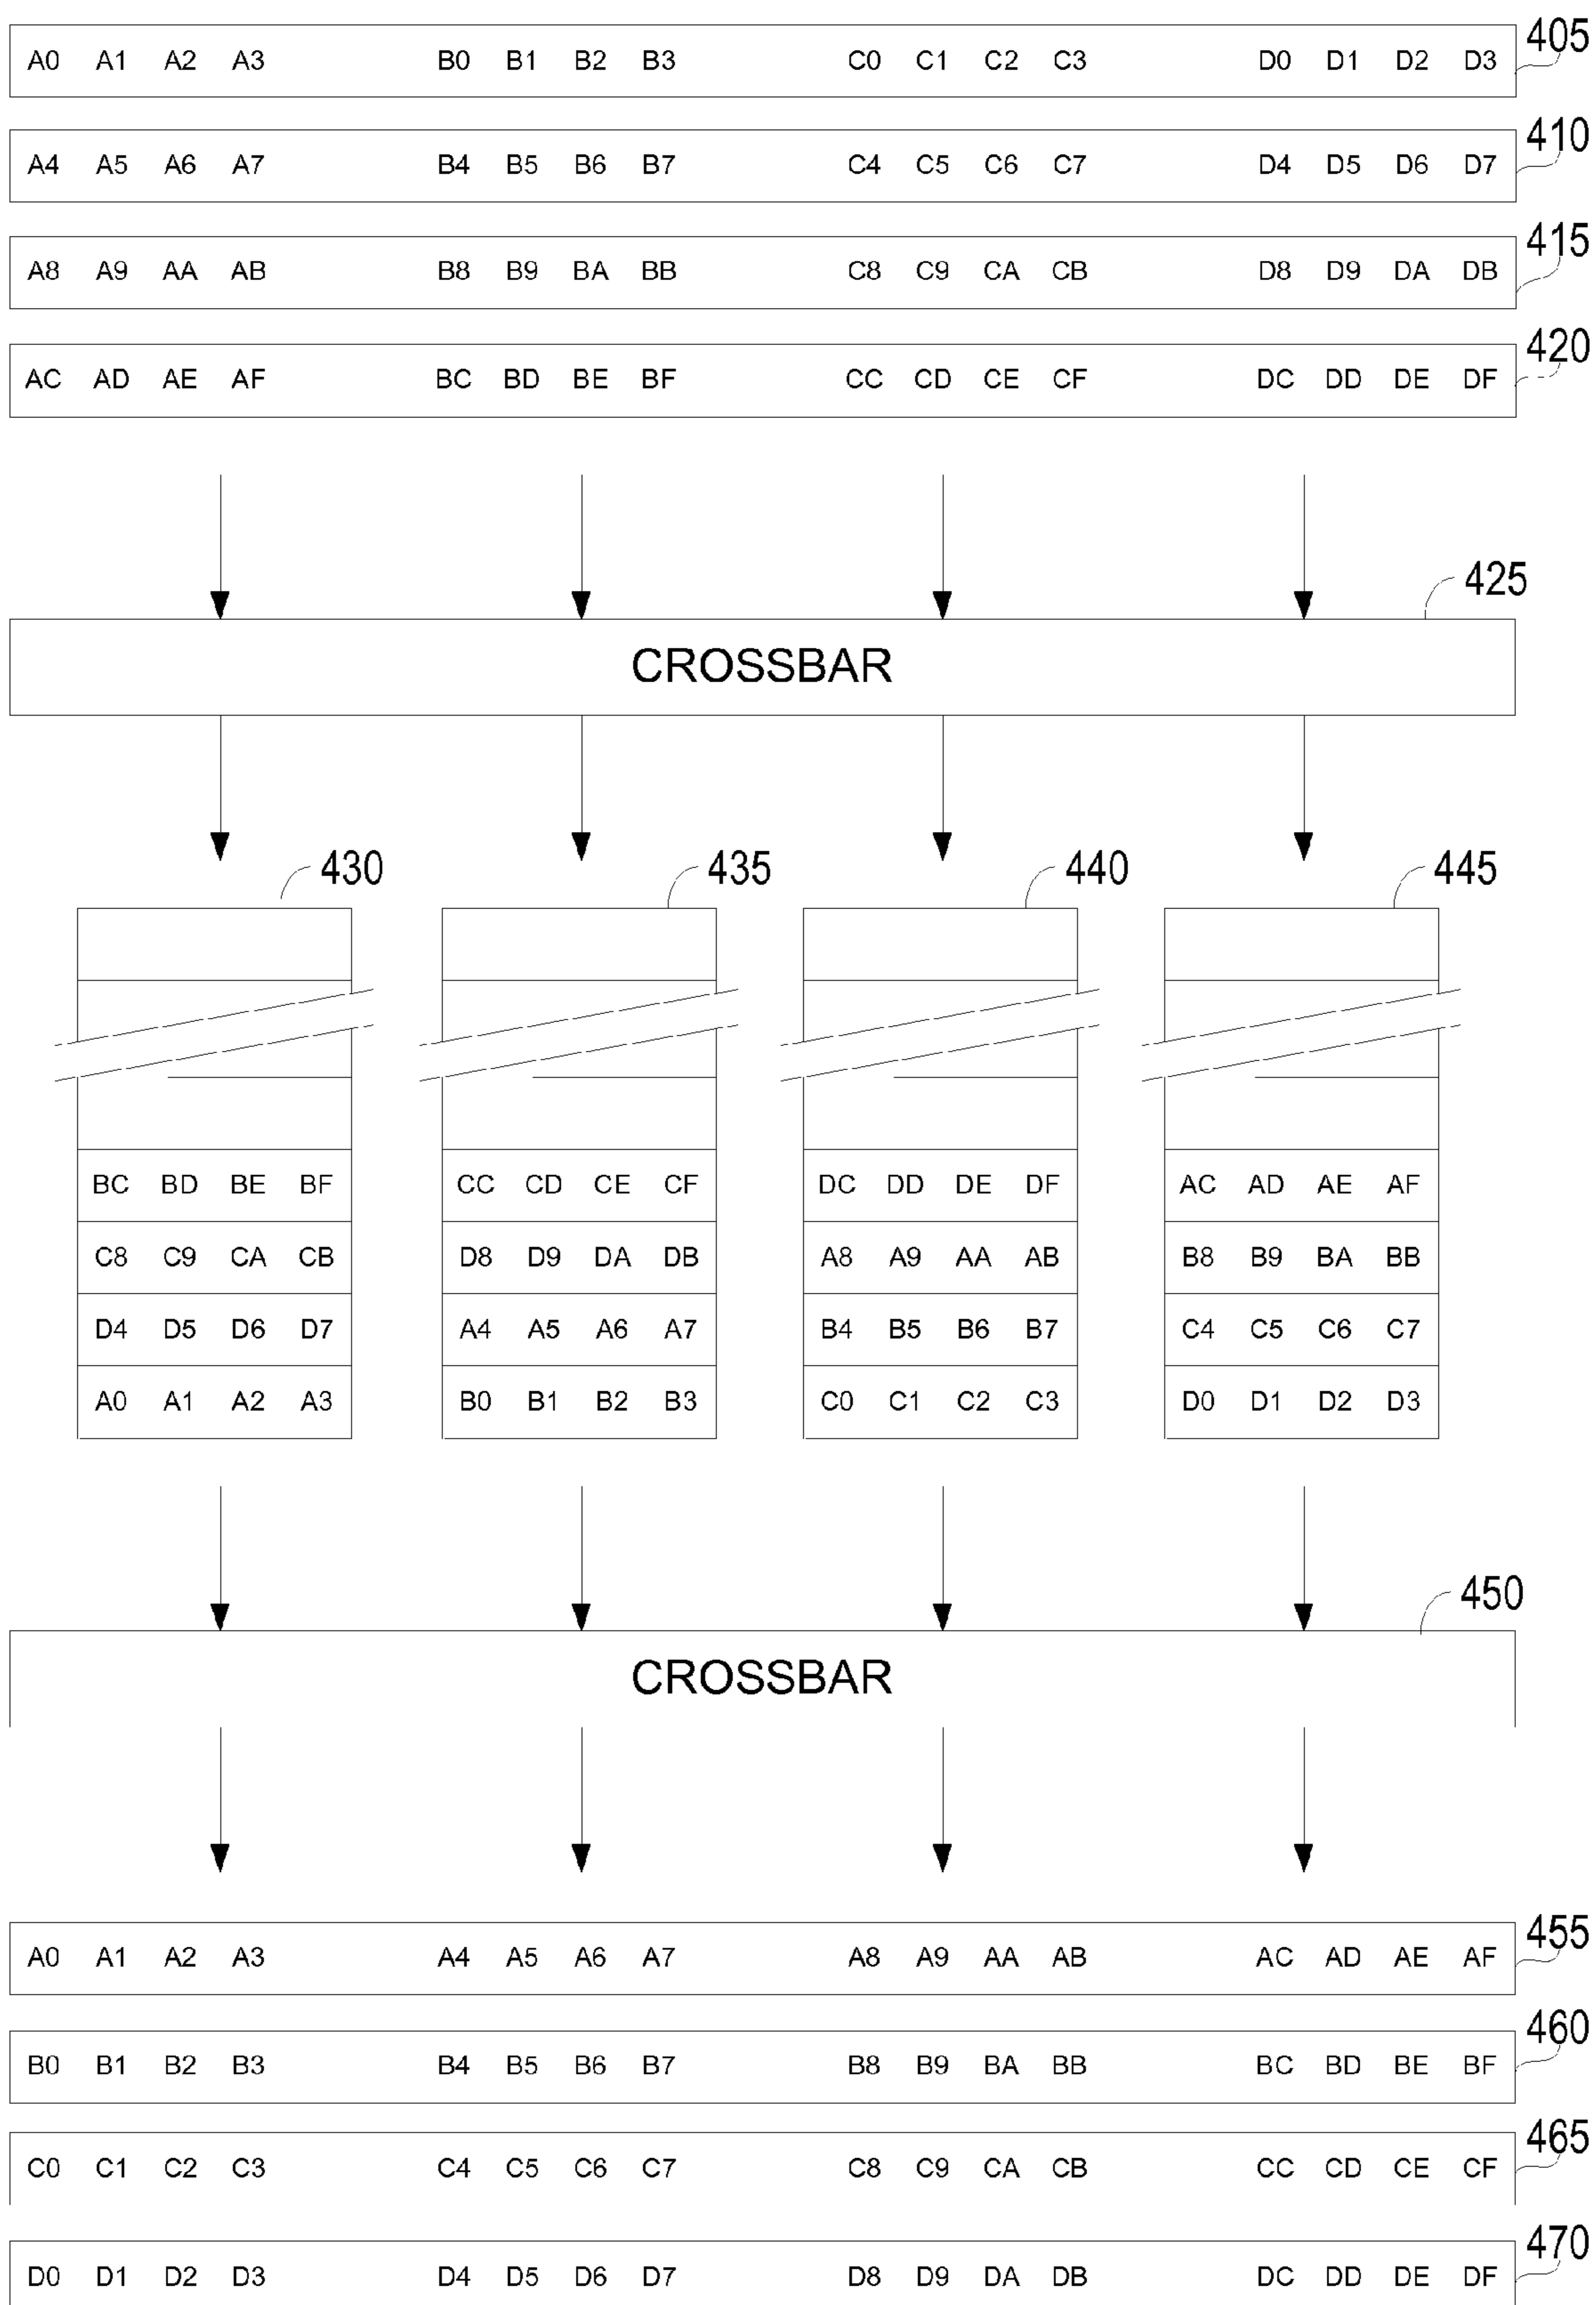 405
A0 A1 A2 A3 B0 B1 B2 B3 C0 C1 C2 C3 D0 D1 D2 D3
410
A4 A5 A6 A7 B4 B5 B6 B7 C4 C5 C6 C7 D4 D5 D6 D7
415
A8 A9 AA AB B8 B9 BA BB C8 C9 CA CB D8 D9 DA DB
420
AC AD AE AF BC BD BE BF CC CD CE CF DC DD DE DF
425
CROSSBAR
430 435 440 445
BC BD BE BF CC CD CE CF DC DD DE DF AC AD AE AF
C8 C9 CA CB D8 D9 DA DB A8 A9 AA AB B8 B9 BA BB
D4 D5 D6 D7 A4 A5 A6 A7 B4 B5 B6 B7 C4 C5 C6 C7
A0 A1 A2 A3 B0 B1 B2 B3 C0 C1 C2 C3 D0 D1 D2 D3
450
CROSSBAR
455
A0 A1 A2 A3 A4 A5 A6 A7 A8 A9 AA AB AC AD AE AF
460
B0 B1 B2 B3 B4 B5 B6 B7 B8 B9 BA BB BC BD BE BF
465
C0 C1 C2 C3 C4 C5 C6 C7 C8 C9 CA CB CC CD CE CF
470
D0 D1 D2 D3 D4 D5 D6 D7 D8 D9 DA DB DC DD DE DF